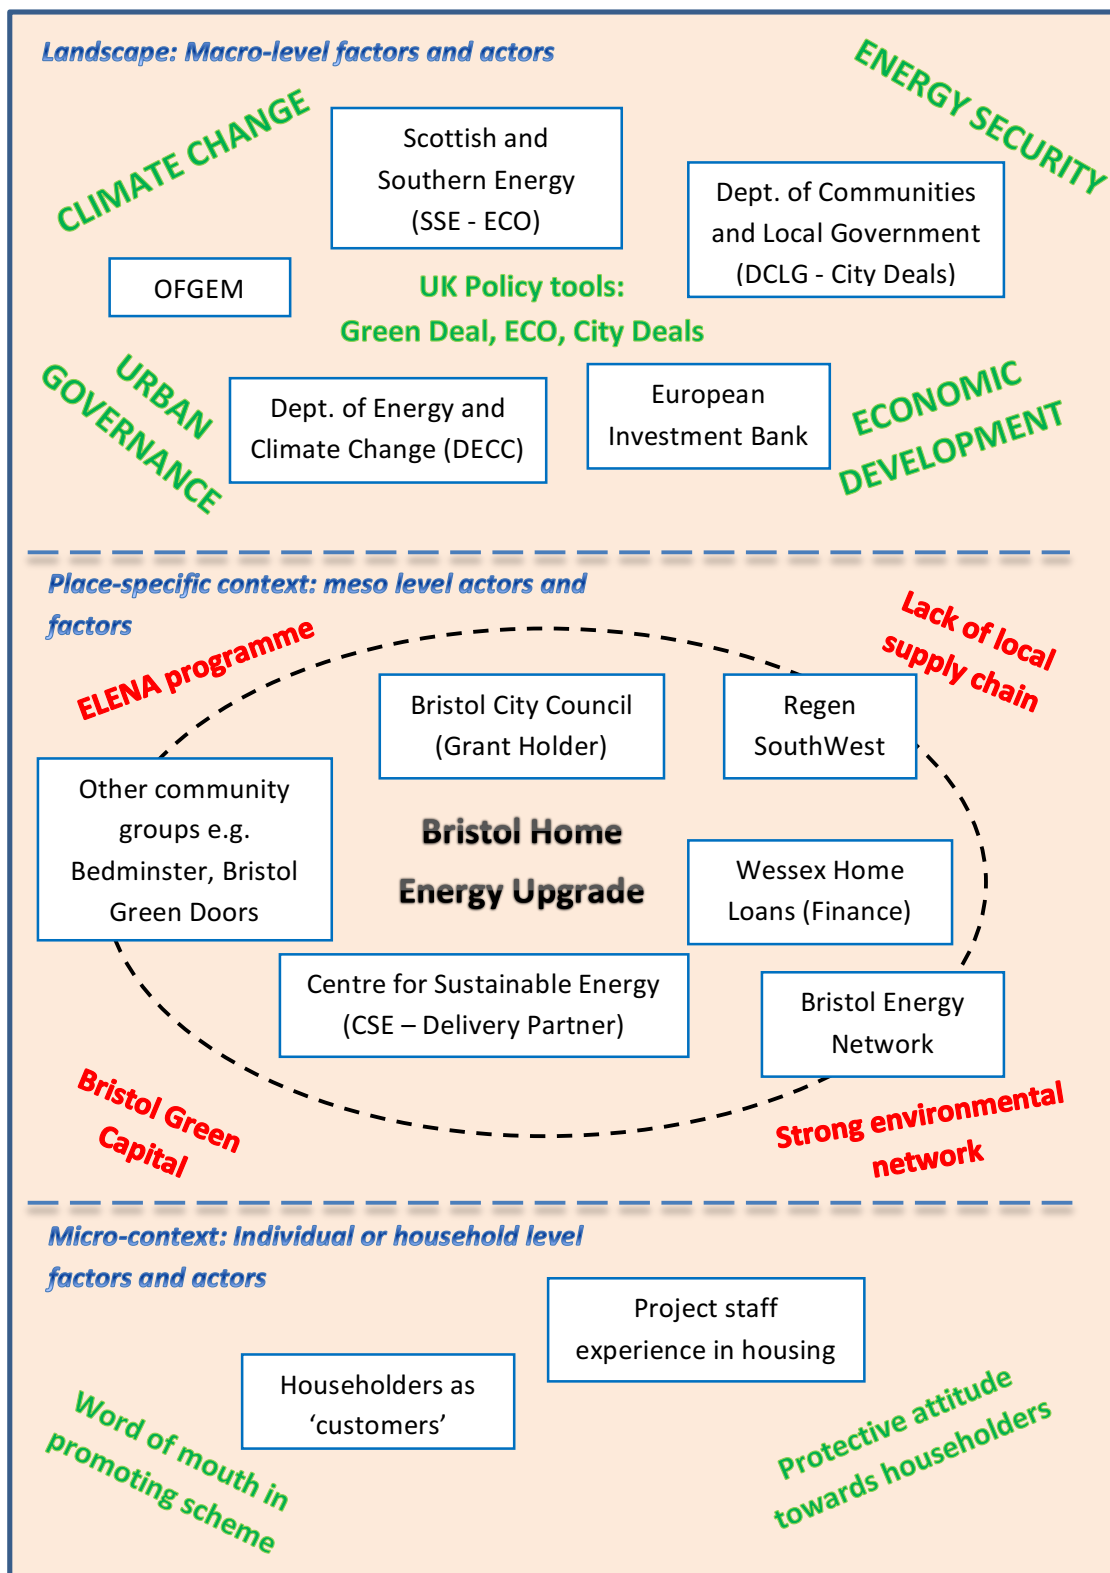 Landscape: Macro-level factors and actors
ENERGY SECURITY
CLIMATE CHANGE
Scottish and
Southern Energy
(SSE - ECO)
Dept. of Communities
and Local Government
(DCLG - City Deals)
OFGEM
UK Policy tools:
Green Deal, ECO, City Deals
URBAN
GOVERNANCE
Dept. of Energy and
Climate Change (DECC)
European
Investment Bank
ECONOMIC
DEVELOPMENT
Place-specific context: meso level actors and
factors
ELENA programme
Lack of local
supply chain
Bristol City Council
(Grant Holder)
Regen
SouthWest
Other community
groups e.g.
Bedminster, Bristol
Green Doors
Bristol Home
Energy Upgrade
Wessex Home
Loans (Finance)
Centre for Sustainable Energy
(CSE – Delivery Partner)
Bristol Energy
Network
Bristol Green
Capital
Strong environmental
network
Micro-context: Individual or household level
factors and actors
Project staff
experience in housing
Householders as
‘customers’
Word of mouth in
promoting scheme
Protective attitude
towards householders